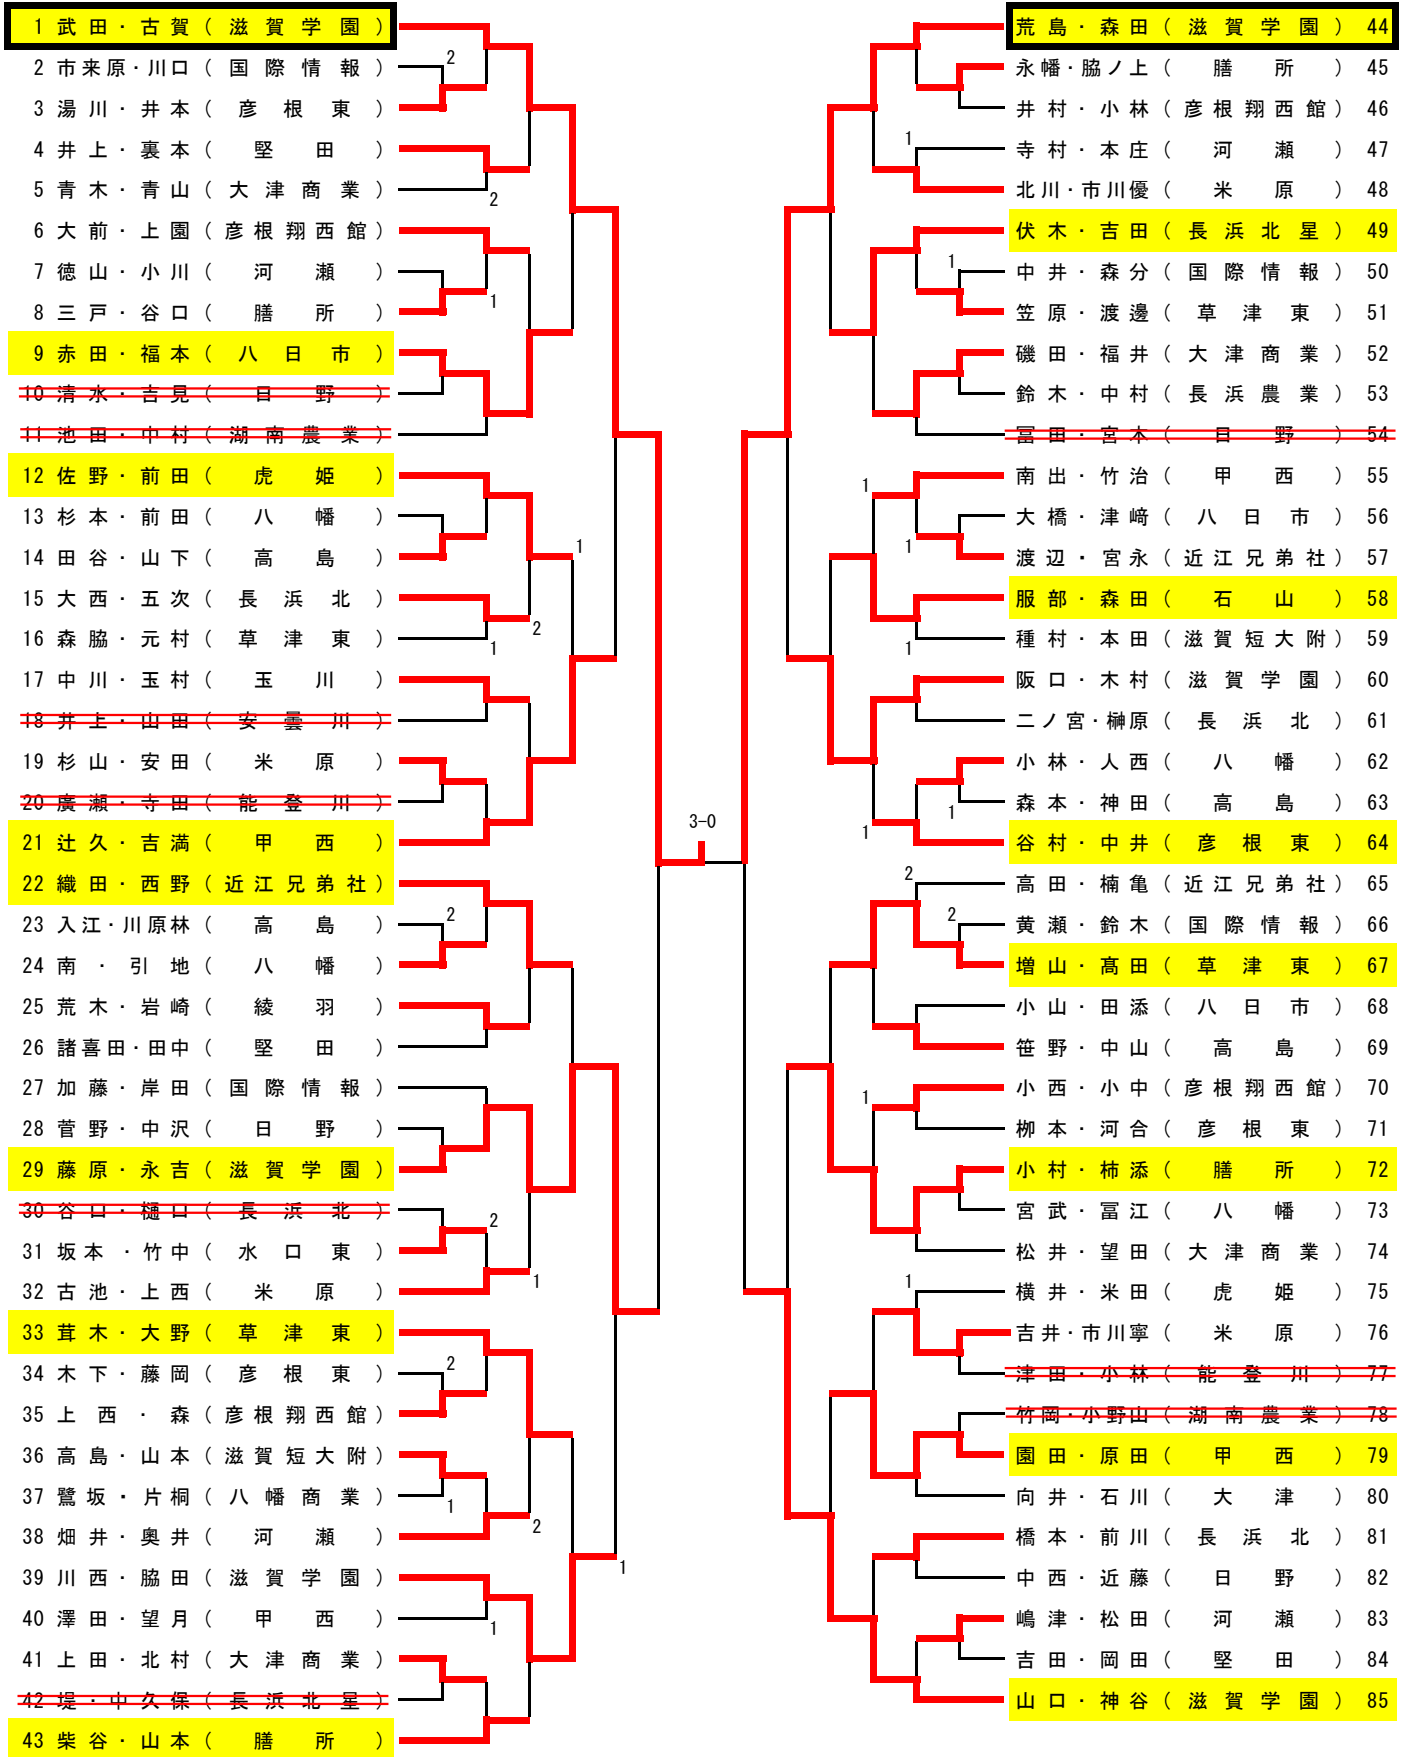 1 武田・古賀（滋賀学園）
2 市来原・川口（国際情報）
3 湯川・井本（彦根東）
4 井上・裏本（堅田）
5 青木・青山（大津商業）
6 大前・上園（彦根翔西館）
7 徳山・小川（河瀬）
8 三戸・谷口（膳所）
9 赤田・福本（八日市）
10 清水・吉見（日野）
11 池田・中村（湖南農業）
12 佐野・前田（虎姫）
13 杉本・前田（八幡）
14 田谷・山下（高島）
15 大西・五次（長浜北）
16 森脇・元村（草津東）
17 中川・玉村（玉川）
18 井上・山田（安曇川）
19 杉山・安田（米原）
20 廣瀬・寺田（能登川）
21 辻久・吉満（甲西）
22 織田・西野（近江兄弟社）
23 入江・川原林（高島）
24 南・引地（八幡）
25 荒木・岩崎（綾羽）
26 諸喜田・田中（堅田）
27 加藤・岸田（国際情報）
28 菅野・中沢（日野）
29 藤原・永吉（滋賀学園）
30 谷口・樋口（長浜北）
31 坂本・竹中（水口東）
32 古池・上西（米原）
33 茸木・大野（草津東）
34 木下・藤岡（彦根東）
35 上西・森（彦根翔西館）
36 高島・山本（滋賀短大附）
37 鷺坂・片桐（八幡商業）
38 畑井・奥井（河瀬）
39 川西・脇田（滋賀学園）
40 澤田・望月（甲西）
41 上田・北村（大津商業）
42 堤・中久保（長浜北星）
43 柴谷・山本（膳所）
2
2
1
1
2
1
2
2
1
2
1
2
1
1
3-0
1
1
1
1
1
1
1
2
2
1
1
荒島・森田（滋賀学園）44
永幡・脇ノ上（膳所）45
井村・小林（彦根翔西館）46
寺村・本庄（河瀬）47
北川・市川優（米原）48
伏木・吉田（長浜北星）49
中井・森分（国際情報）50
笠原・渡邊（草津東）51
磯田・福井（大津商業）52
鈴木・中村（長浜農業）53
冨田・宮本（日野）54
南出・竹治（甲西）55
大橋・津﨑（八日市）56
渡辺・宮永（近江兄弟社）57
服部・森田（石山）58
種村・本田（滋賀短大附）59
阪口・木村（滋賀学園）60
二ノ宮・榊原（長浜北）61
小林・人西（八幡）62
森本・神田（高島）63
谷村・中井（彦根東）64
高田・楠亀（近江兄弟社）65
黄瀬・鈴木（国際情報）66
増山・髙田（草津東）67
小山・田添（八日市）68
笹野・中山（高島）69
小西・小中（彦根翔西館）70
栁本・河合（彦根東）71
小村・柿添（膳所）72
宮武・冨江（八幡）73
松井・望田（大津商業）74
横井・米田（虎姫）75
吉井・市川寧（米原）76
津田・小林（能登川）77
竹岡・小野山（湖南農業）78
園田・原田（甲西）79
向井・石川（大津）80
橋本・前川（長浜北）81
中西・近藤（日野）82
嶋津・松田（河瀬）83
吉田・岡田（堅田）84
山口・神谷（滋賀学園）85